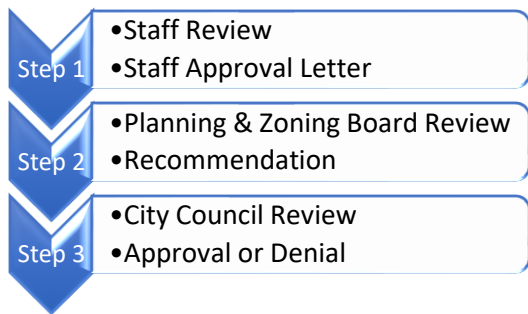 Step 1
•Staff Review
•Staff Approval Letter
Step 2
•Planning & Zoning Board Review
•Recommendation
Step 3
•City Council Review
•Approval or Denial